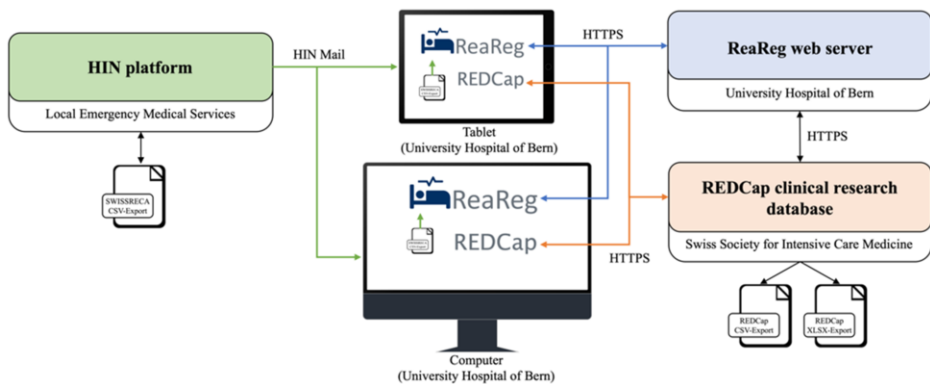 HIN platform
Local Emergency Medical Services
SWISSRECA
CSV-Export
HIN Mail
ReaReg
REDCap
Tablet
(University Hospital of Bern)
ReaReg
REDCap
Computer
(University Hospital of Bern)
HTTPS
HTTPS
ReaReg web server
University Hospital of Bern
HTTPS
REDCap clinical research
database
Swiss Society for Intensive Care Medicine
REDCap
CSV-Export
REDCap
XLSX-Export